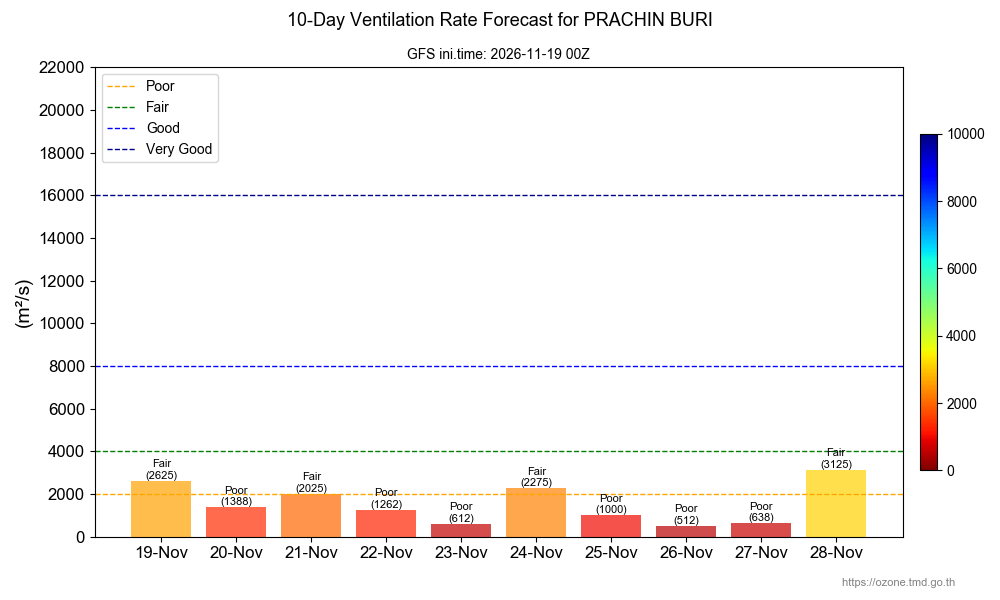 10-Day Ventilation Rate Forecast for PRACHIN BURI
GFS ini.time: 2026-11-19 00Z
(m²/s)
22000
20000
18000
16000
14000
12000
10000
8000
6000
4000
2000
0
Poor
Fair
Good
Very Good
Fair
(2625)
Poor
(1388)
Fair
(2025)
Poor
(1262)
Poor
(612)
Fair
(2275)
Poor
(1000)
Poor
(512)
Poor
(638)
Fair
(3125)
19-Nov
20-Nov
21-Nov
22-Nov
23-Nov
24-Nov
25-Nov
26-Nov
27-Nov
28-Nov
10000
8000
6000
4000
2000
0
https://ozone.tmd.go.th